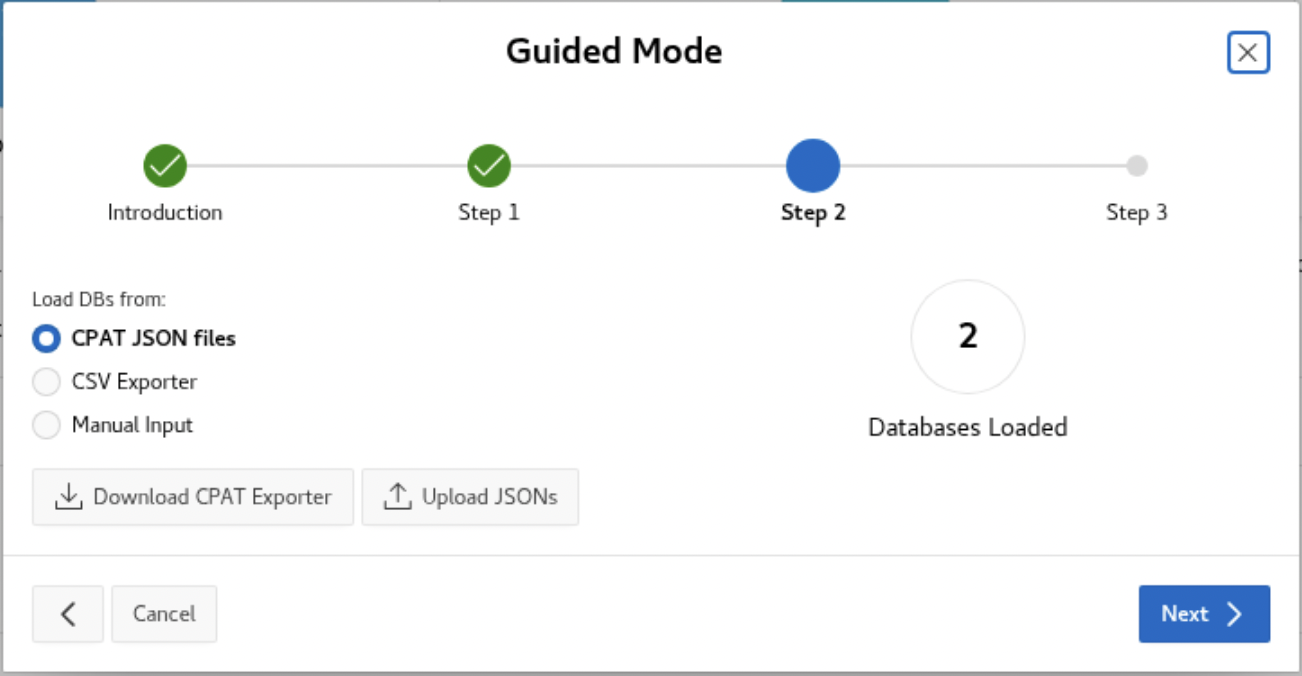 Guided Mode
Introduction
Step 1
Step 2
Step 3
Load DBs from:
CPAT JSON files
CSV Exporter
Manual Input
2
Databases Loaded
Download CPAT Exporter
Upload JSONs
Cancel
Next